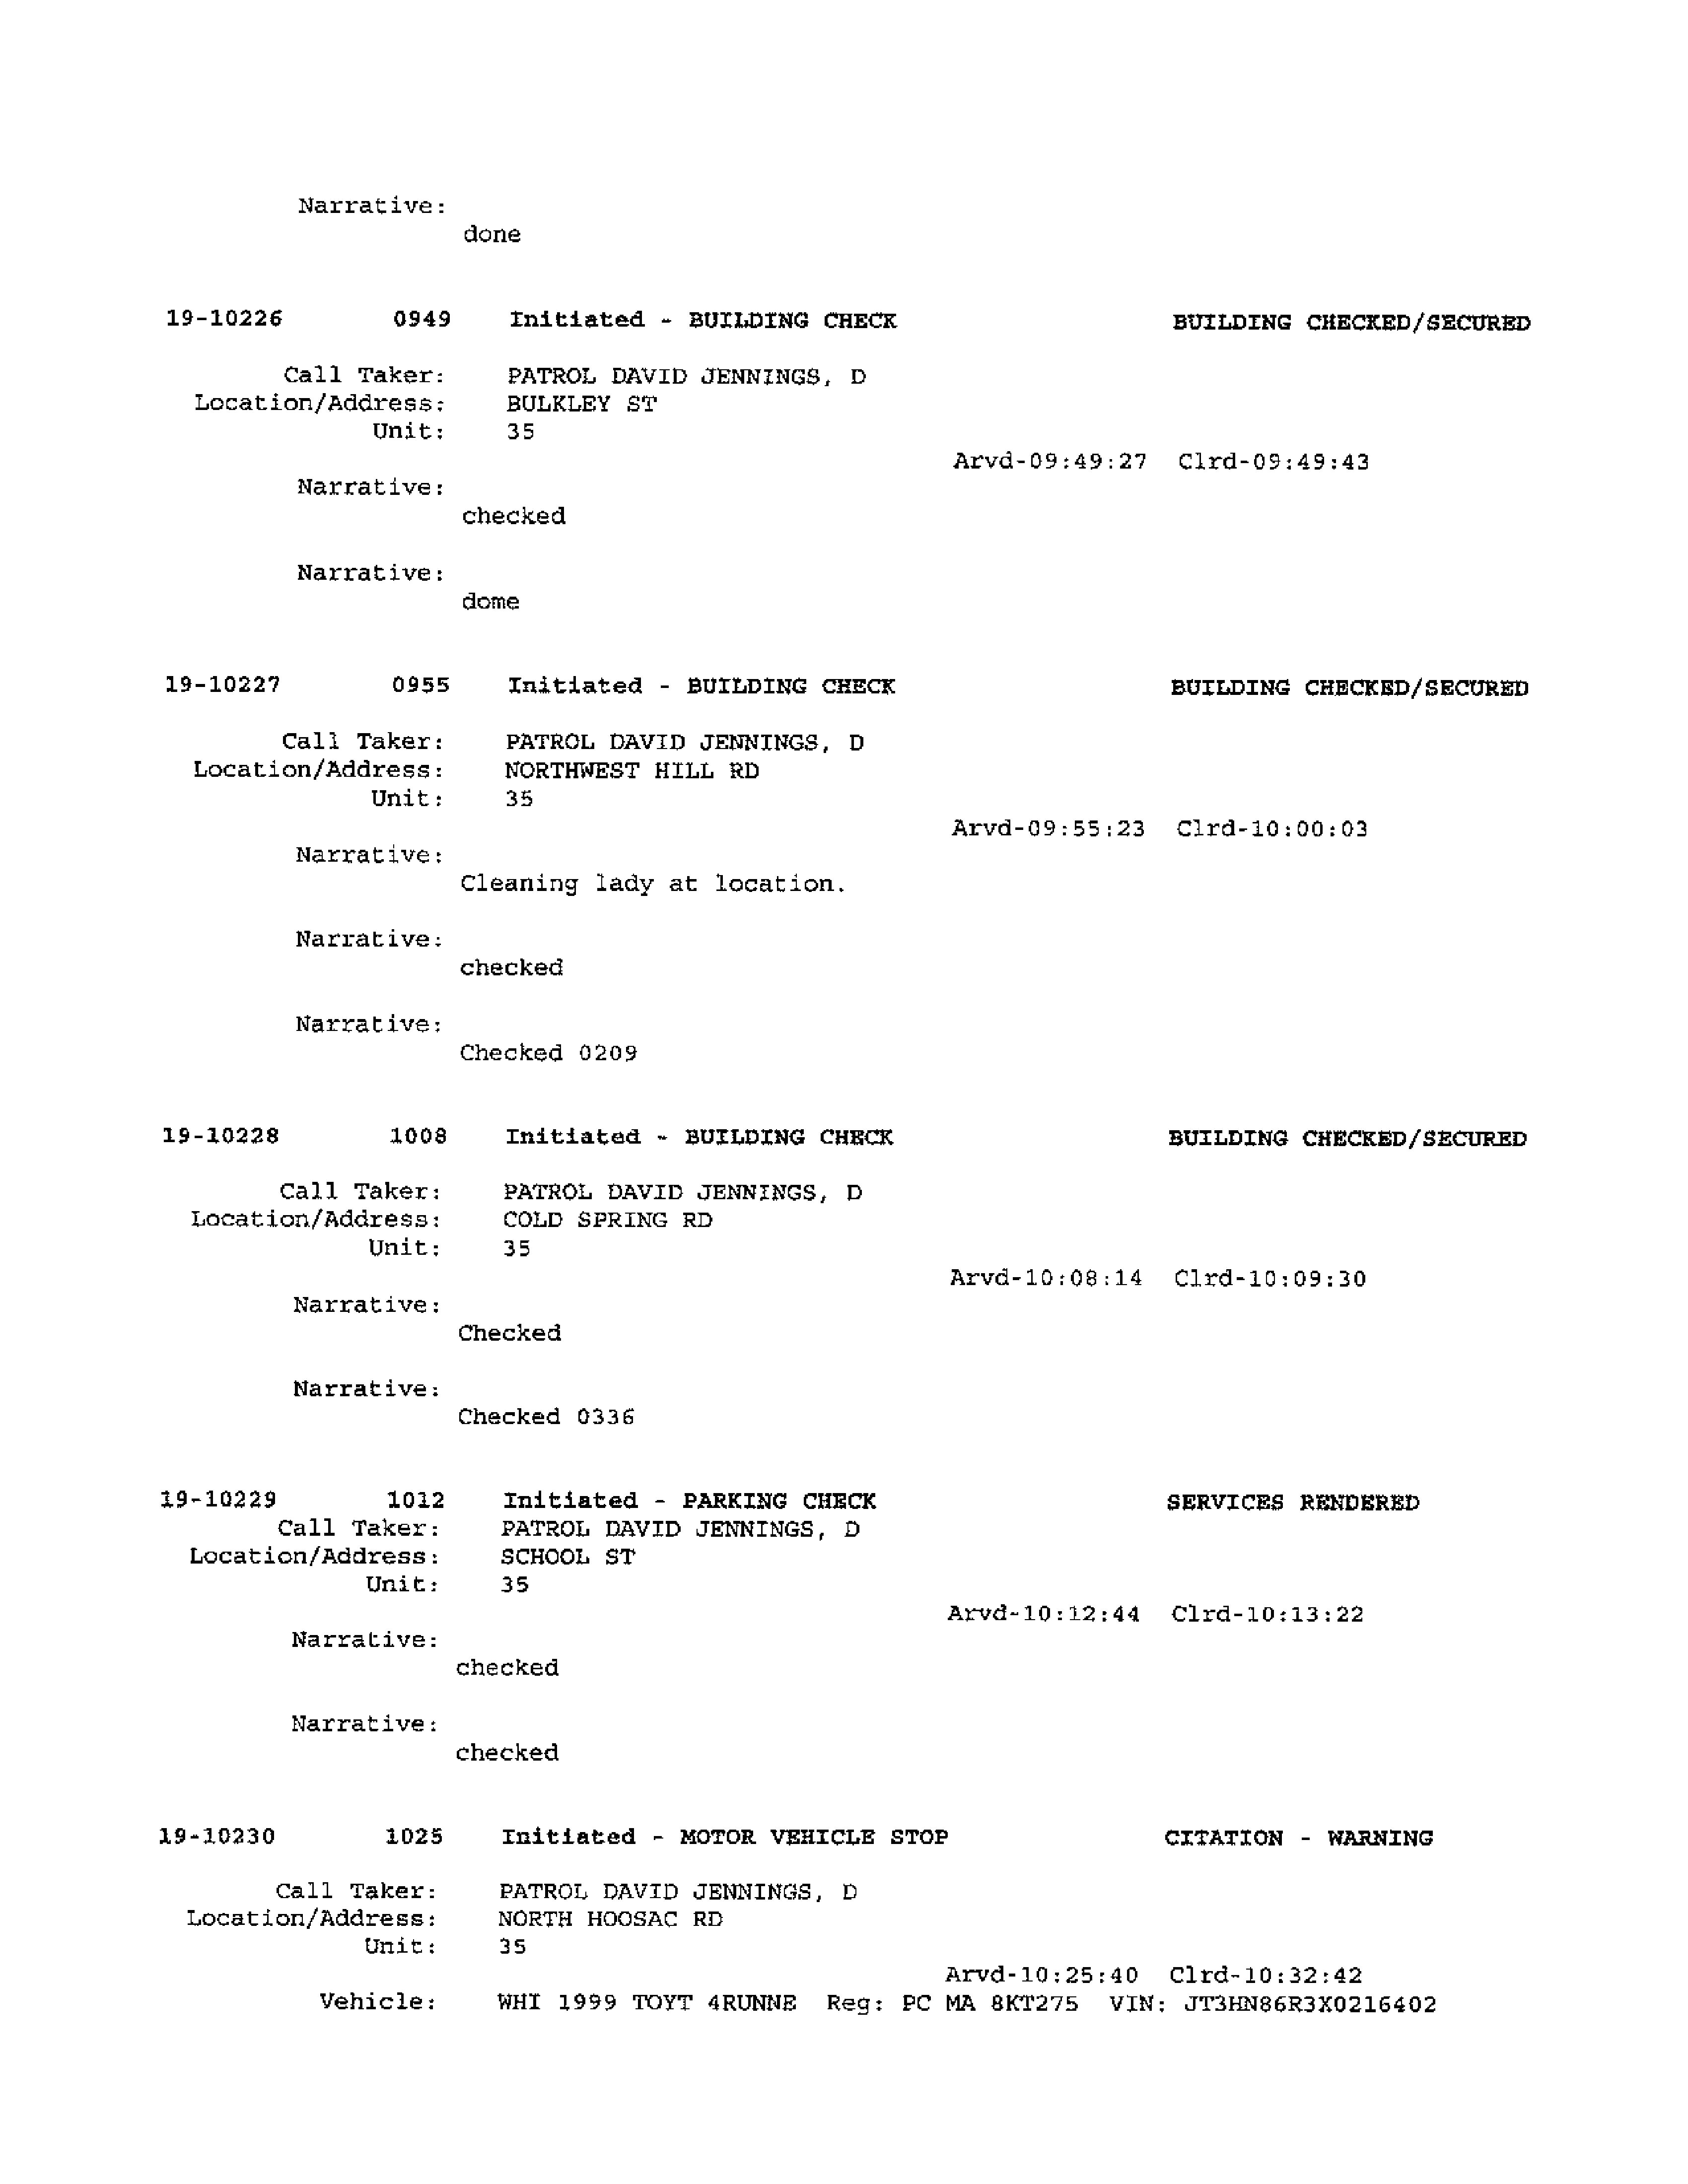 Narrative:
done
19-10226 0949 Initiated - BUILDING CHECK BUILDING CHECKED/SECURED
Call Taker: PATROL DAVID JENNINGS, D
Location/Address: BULKLEY ST
Unit: 35
Arvd-09:49:27 Clrd-09:49:43
Narrative:
checked
Narrative:
dome
19-10227 0955 Initiated - BUILDING CHECK BUILDING CHECKED/SECURED
Call Taker: PATROL DAVID JENNINGS, D
Location/Address: NORTHWEST HILL RD
Unit: 35
Arvd-09:55:23 Clrd-10:00:03
Narrative:
Cleaning lady at location.
Narrative:
checked
Narrative:
Checked 0209
19-10228 1008 Initiated - BUILDING CHECK BUILDING CHECKED/SECURED
Call Taker: PATROL DAVID JENNINGS, D
Location/Address: COLD SPRING RD
Unit: 35
Arvd-10:08:14 Clrd-10:09:30
Narrative:
Checked
Narrative:
Checked 0336
19-10229 1012 Initiated - PARKING CHECK SERVICES RENDERED
Call Taker: PATROL DAVID JENNINGS, D
Location/Address: SCHOOL ST
Unit: 35
Arvd-10:12:44 Clrd-10:13:22
Narrative:
checked
Narrative:
checked
19-10230 1025 Initiated - MOTOR VEHICLE STOP CITATION - WARNING
Call Taker: PATROL DAVID JENNINGS, D
Location/Address: NORTH HOOSAC RD
Unit: 35
Arvd-10:25:40 Clrd-10:32:42
Vehicle: WHI 1999 TOYT 4RUNNE Reg: PC MA 8KT275 VIN: JT3HN86R3X0216402